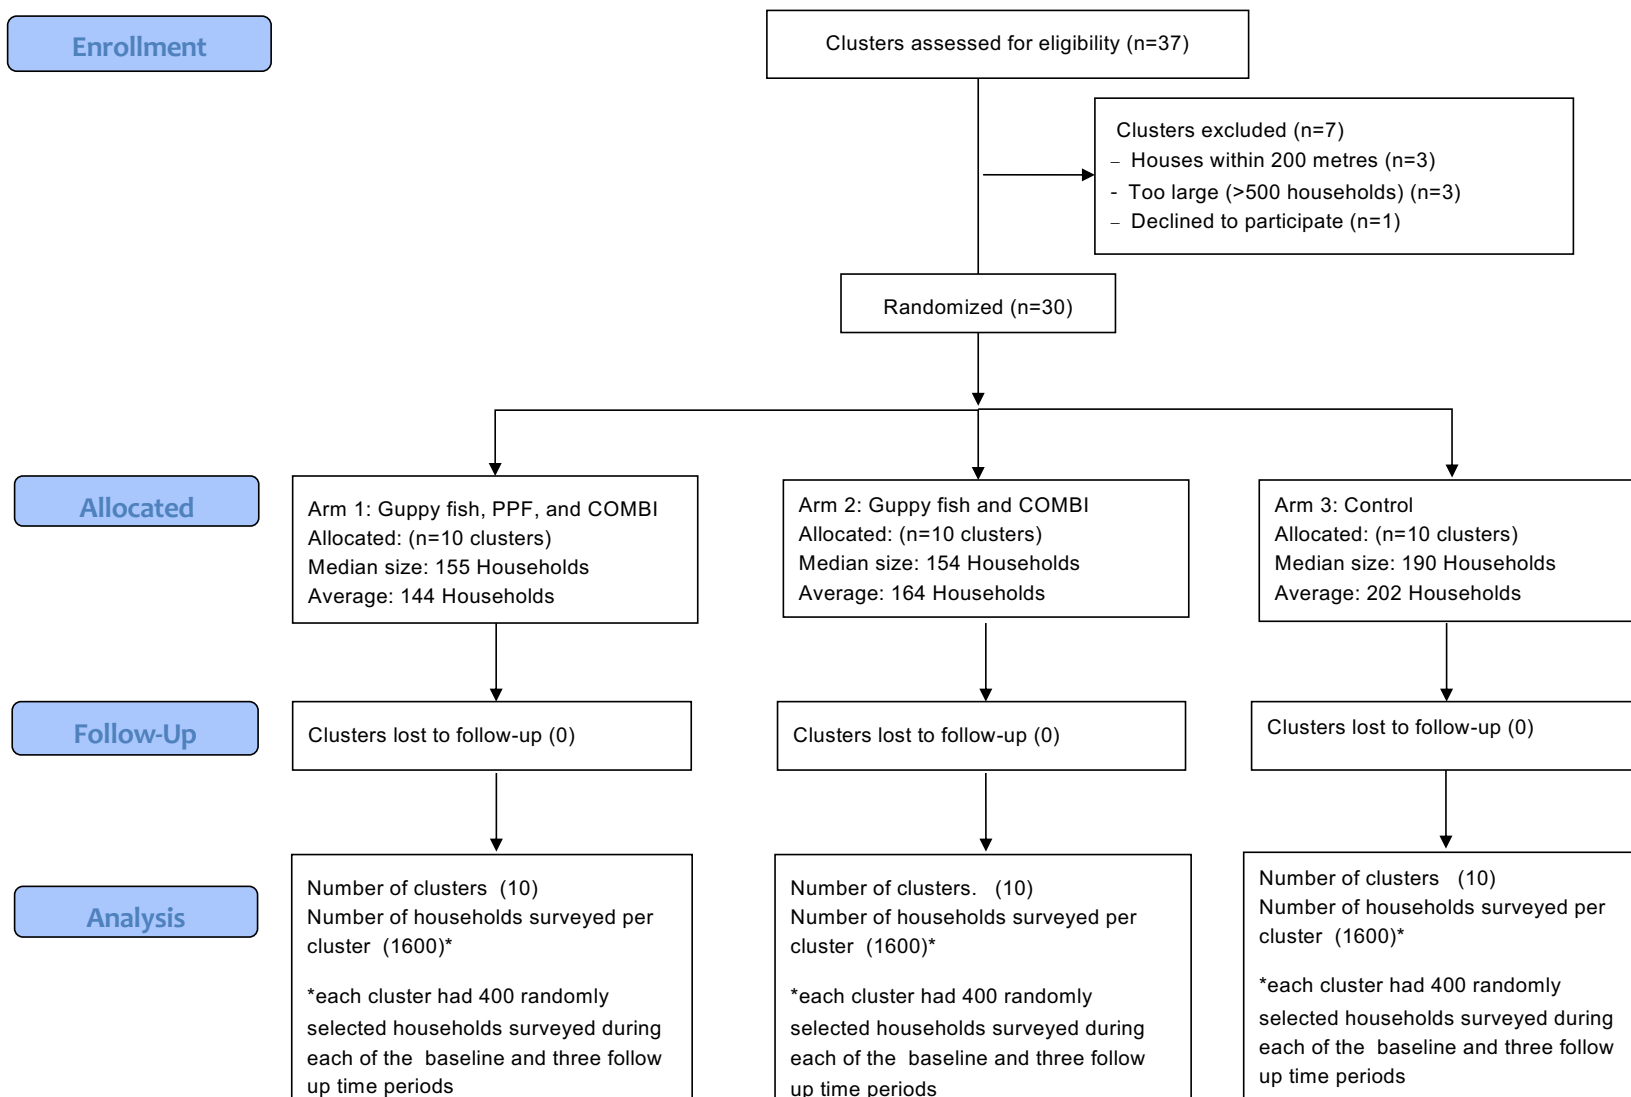 Enrollment
Clusters assessed for eligibility (n=37)
Clusters excluded (n=7)
– Houses within 200 metres (n=3)
- Too large (>500 households) (n=3)
– Declined to participate (n=1)
Randomized (n=30)
Allocated
Arm 1: Guppy fish, PPF, and COMBI
Allocated: (n=10 clusters)
Median size: 155 Households
Average: 144 Households
Arm 2: Guppy fish and COMBI
Allocated: (n=10 clusters)
Median size: 154 Households
Average: 164 Households
Arm 3: Control
Allocated: (n=10 clusters)
Median size: 190 Households
Average: 202 Households
Follow-Up
Clusters lost to follow-up (0)
Clusters lost to follow-up (0)
Clusters lost to follow-up (0)
Analysis
Number of clusters (10)
Number of households surveyed per
cluster (1600)*
*each cluster had 400 randomly
selected households surveyed during
each of the baseline and three follow
up time periods
Number of clusters. (10)
Number of households surveyed per
cluster (1600)*
*each cluster had 400 randomly
selected households surveyed during
each of the baseline and three follow
up time periods
Number of clusters (10)
Number of households surveyed per
cluster (1600)*
*each cluster had 400 randomly
selected households surveyed during
each of the baseline and three follow
up time periods